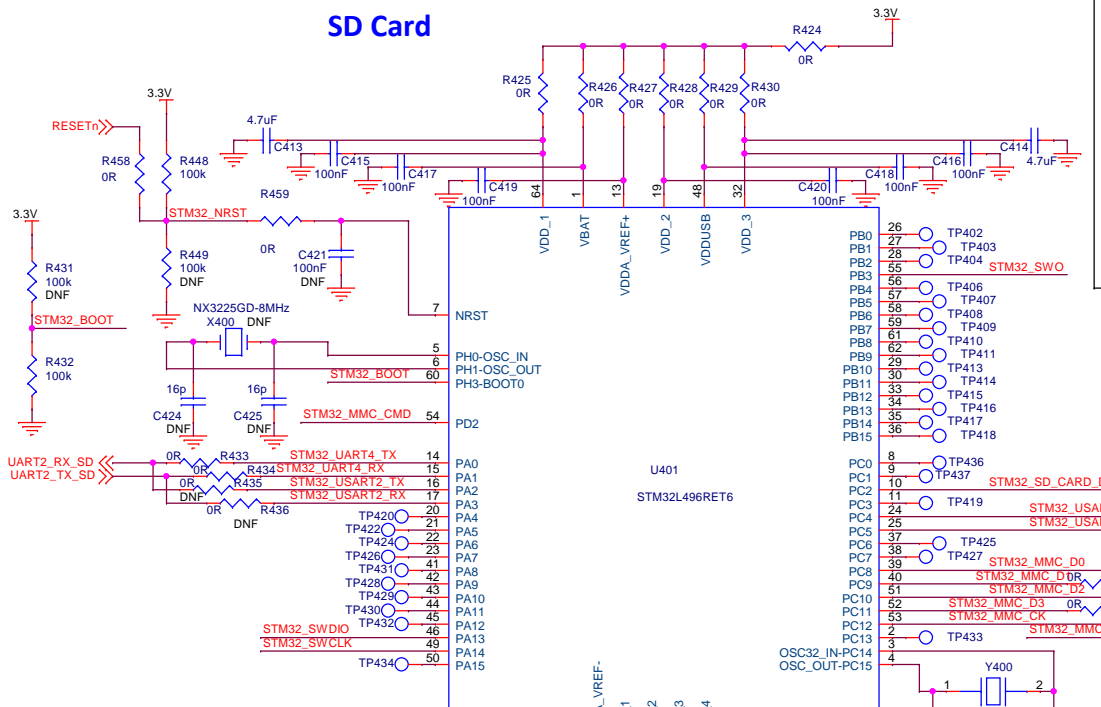 SD Card
3.3V
R424
0R
R425
0R
R426
0R
R427
0R
R428
0R
R429
0R
R430
0R
4.7uF
C413
C415
100nF
C417
100nF
C419
100nF
C414
4.7uF
C416
100nF
C418
100nF
C420
100nF
3.3V
RESETn
R458
0R
R448
100k
R459
0R
STM32_NRST
R449
100k
DNF
C421
100nF
DNF
3.3V
R431
100k
DNF
STM32_BOOT
R432
100k
NX3225GD-8MHz
X400
DNF
16p
C424
DNF
16p
C425
DNF
64
1
13
19
48
32
VDD_1
VBAT
VDDA_VREF+
VDD_2
VDDUSB
VDD_3
7 NRST
5 PH0-OSC_IN
6 PH1-OSC_OUT
STM32_BOOT 60 PH3-BOOT0
STM32_MMC_CMD 54 PD2
UART2_RX_SD
UART2_TX_SD
0R R433 STM32_UART4_TX 14 PA0
0R R434 STM32_UART4_RX 15 PA1
0R R435 STM32_USART2_TX 16 PA2
DNF
0R R436 STM32_USART2_RX 17 PA3
DNF
TP420 20 PA4
TP422 21 PA5
TP424 22 PA6
TP426 23 PA7
TP431 41 PA8
TP428 42 PA9
TP429 43 PA10
TP430 44 PA11
TP432 45 PA12
STM32_SWDIO 46 PA13
STM32_SWCLK 49 PA14
TP434 50 PA15
U401
STM32L496RET6
PB0 26 TP402
PB1 27 TP403
PB2 28 TP404
PB3 55 STM32_SWO
PB4 56 TP406
PB5 57 TP407
PB6 58 TP408
PB7 59 TP409
PB8 61 TP410
PB9 62 TP411
PB10 29 TP413
PB11 30 TP414
PB12 33 TP415
PB13 34 TP416
PB14 35 TP417
PB15 36 TP418
PC0 8 TP436
PC1 9 TP437
PC2 10 STM32_SD_CARD_D
PC3 11 TP419
PC4 24 STM32_USA
PC5 25 STM32_USA
PC6 37 TP425
PC7 38 TP427
PC8 39 STM32_MMC_D0
PC9 40 STM32_MMC_D1 0R
PC10 51 STM32_MMC_D2
PC11 52 STM32_MMC_D3 0R
PC12 53 STM32_MMC_CK
PC13 2 TP433 STM32_MMC
OSC32_IN-PC14 3
OSC_OUT-PC15 4
Y400
1 2